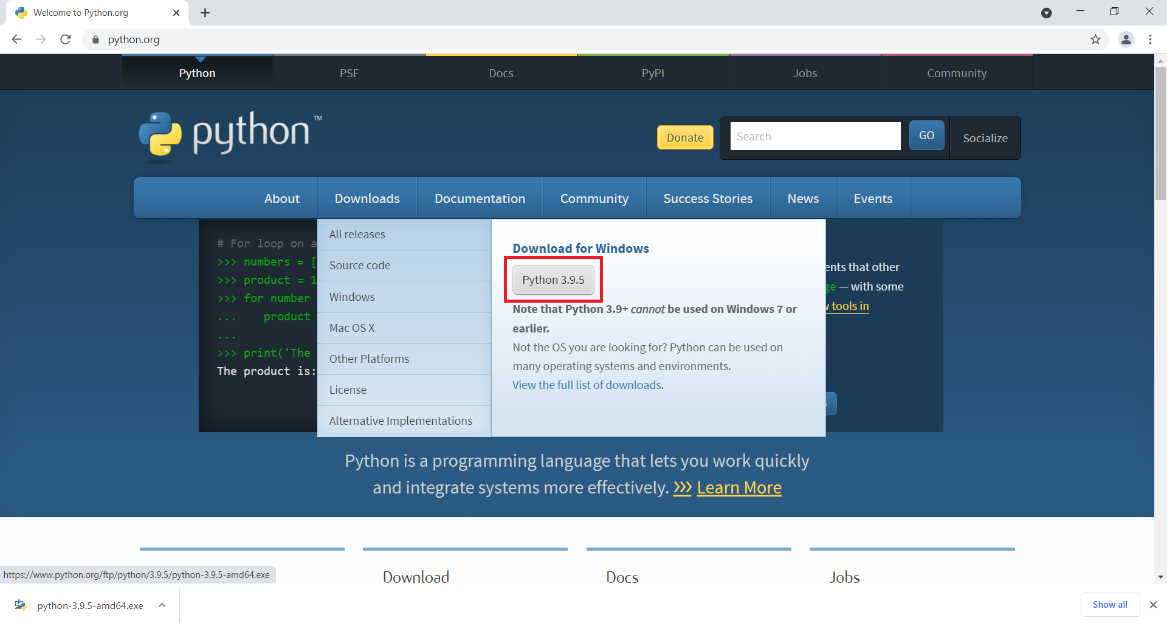 Welcome to Python.org
python.org
Python PSF Docs PyPI Jobs Community
python™
Donate Search GO Socialize
About Downloads Documentation Community Success Stories News Events
All releases
Source code
Windows
Mac OS X
Other Platforms
License
Alternative Implementations
Download for Windows
Python 3.9.5
Note that Python 3.9+ cannot be used on Windows 7 or
earlier.
Not the OS you are looking for? Python can be used on
many operating systems and environments.
View the full list of downloads.
# For loop on a
>>> numbers = [
>>> product = 1
>>> for number
... product
...
>>> print('The
The product is:
that other
— with some
tools in
Python is a programming language that lets you work quickly
and integrate systems more effectively. >>> Learn More
Download Docs Jobs
https://www.python.org/ftp/python/3.9.5/python-3.9.5-amd64.exe
python-3.9.5-amd64.exe Show all